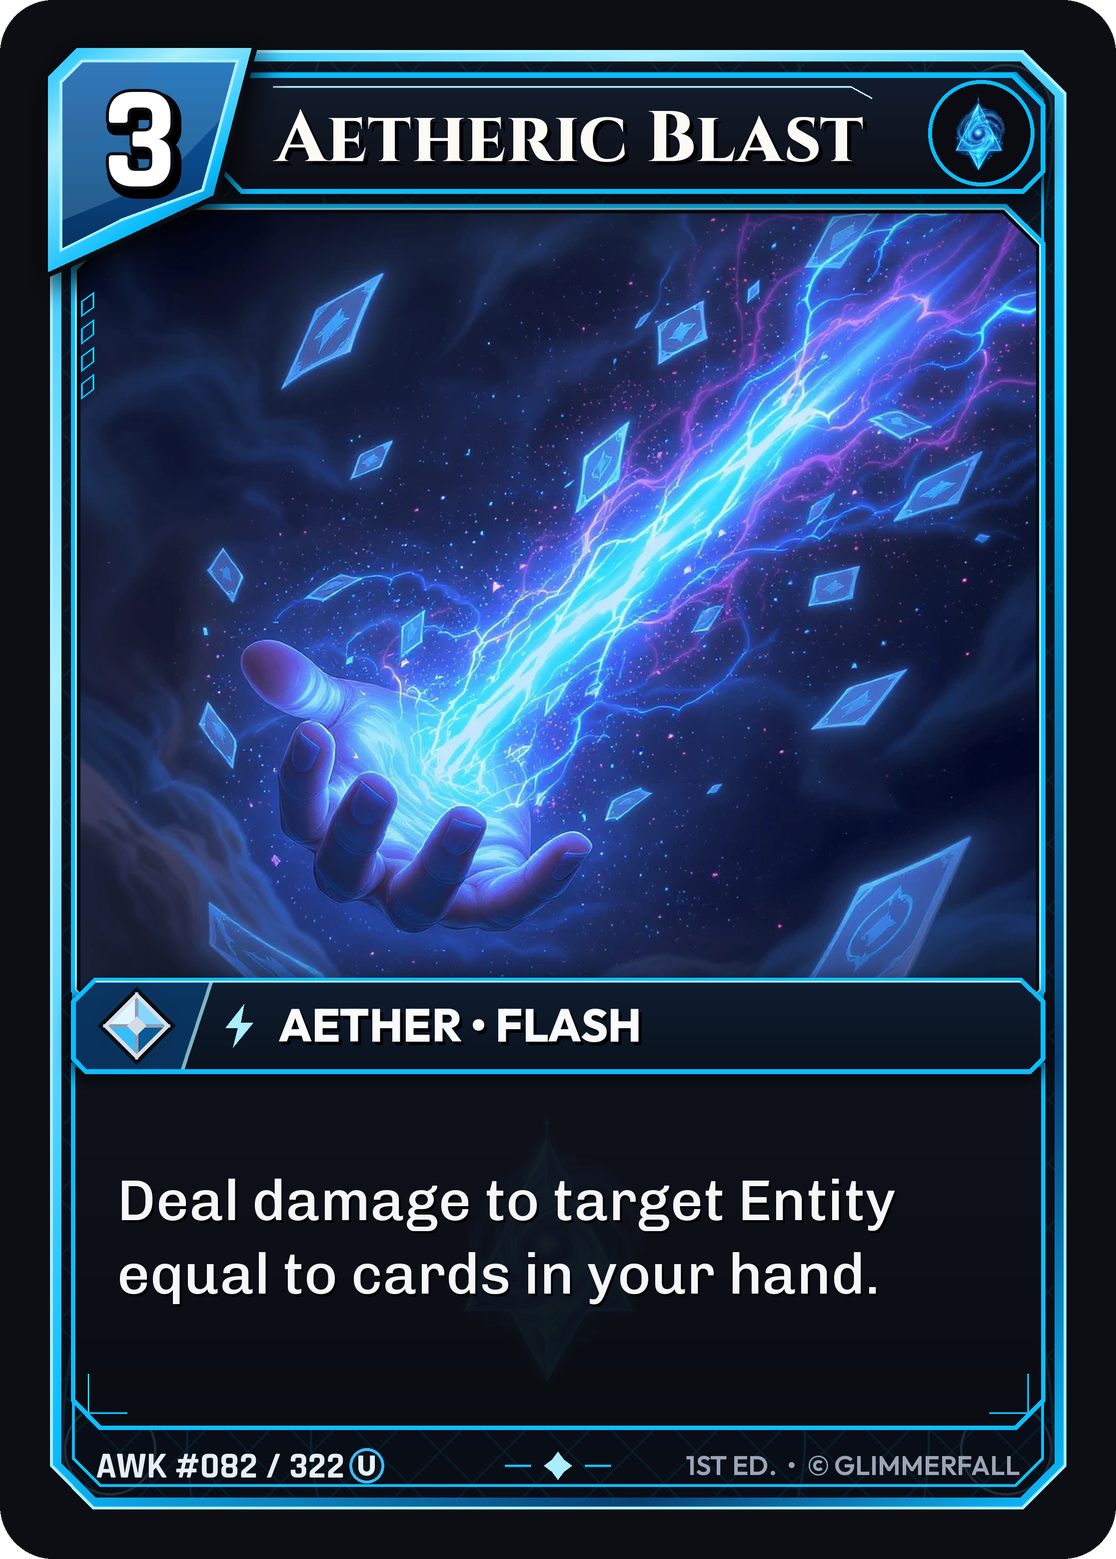 3
AETHERIC BLAST
AETHER • FLASH
Deal damage to target Entity
equal to cards in your hand.
AWK #082 / 322 U
1ST ED. • © GLIMMERFALL